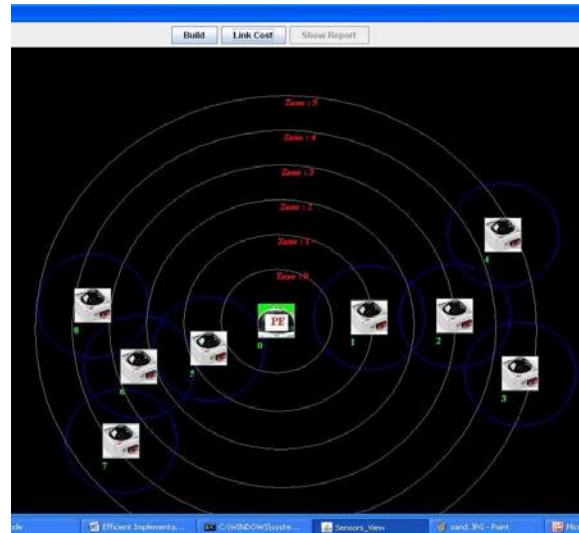 Build Link Cost Show Report
Zone : 5
Zone : 4
Zone : 3
Zone : 2
Zone : 1
Zone : 0
4
8
PE
0
1
2
5
6
3
7
Efficient Implementa... C:\WINDOWS\syste... Sensors_View sand.JPG - Paint